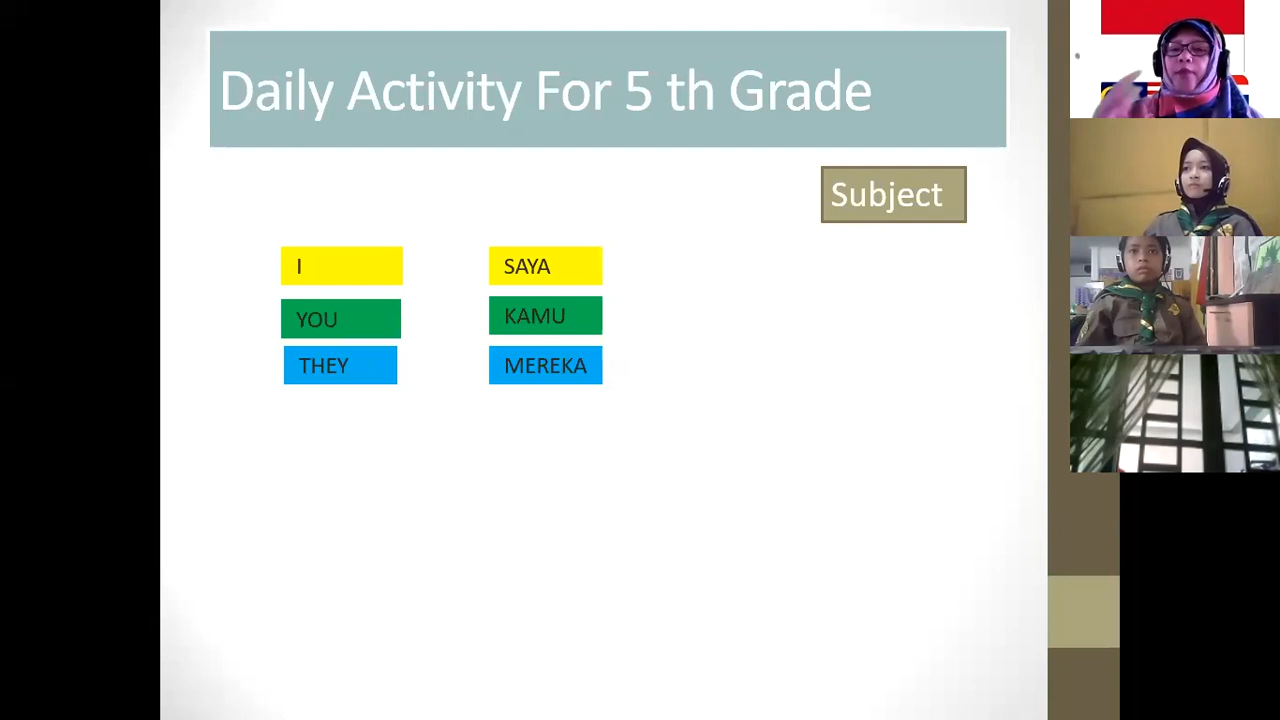 Daily Activity For 5 th Grade
Subject
I SAYA
YOU KAMU
THEY MEREKA